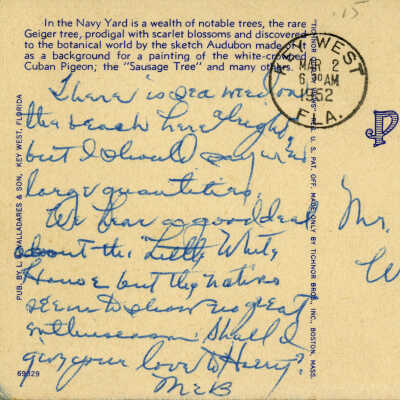 In the Navy Yard is a wealth of notable trees, the rare
Geiger tree, prodigal with scarlet blossoms and discovered
to the botanical world by the sketch Audubon made of it
as a background for a painting of the white-crowned
Cuban Pigeon; the "Sausage Tree" and many others.
.15
KEY WEST
MAR 2
6 30 AM
1952
FLA.
There is sea weed on
the beach here alright,
but I should say in
large quantities.
We hear a good deal
about the "Little White
House" but the natives
seem to show no great
enthusiasm. Shall I
give your love to Harry?
McB
Mr.
PUB. BY L. VALLADARES & SON, KEY WEST, FLORIDA
69829
"TICHNOR QUALITY VIEWS," REG. U. S. PAT. OFF. MADE ONLY BY TICHNOR BROS., INC., BOSTON, MASS.
P